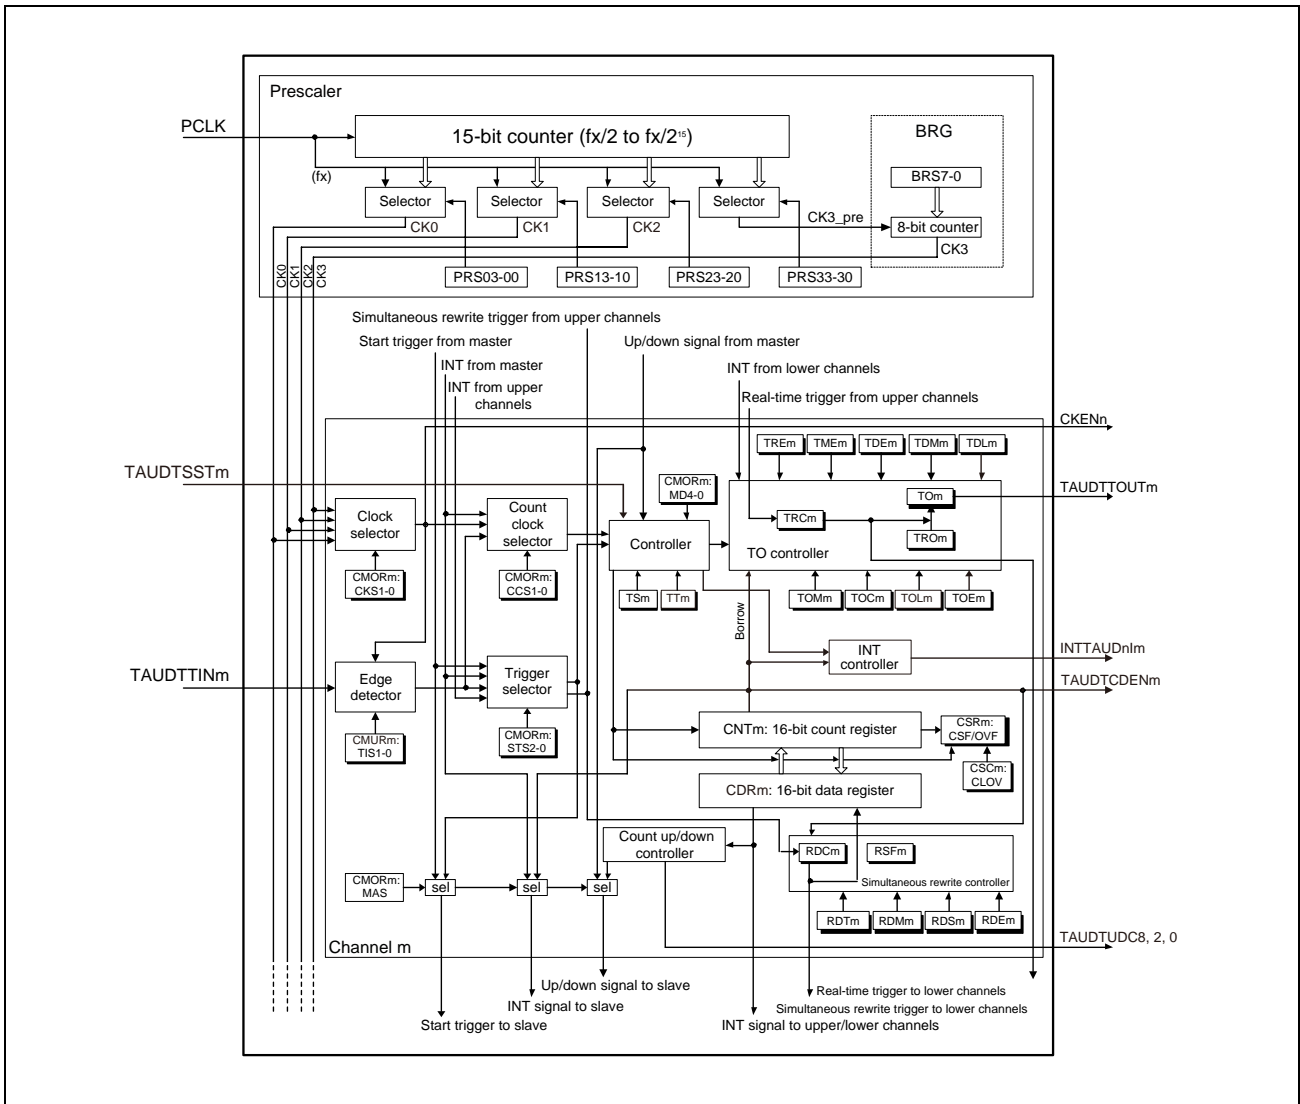 Prescaler
PCLK
15-bit counter (fx/2 to fx/2¹⁵)
BRG
(fx)
BRS7-0
Selector
Selector
Selector
Selector
CK3_pre
8-bit counter
CK0
CK1
CK2
CK3
CK0
CK1
CK2
CK3
PRS03-00
PRS13-10
PRS23-20
PRS33-30
Simultaneous rewrite trigger from upper channels
Start trigger from master
Up/down signal from master
INT from master
INT from lower channels
INT from upper
channels
Real-time trigger from upper channels
CKENn
TREm
TMEm
TDEm
TDMm
TDLm
TAUDTSSTm
CMORm:
MD4-0
TOm
TAUDTTOUTm
Clock
selector
Count
clock
selector
Controller
TRCm
TROm
TO controller
CMORm:
CKS1-0
CMORm:
CCS1-0
TSm
TTm
TOMm
TOCm
TOLm
TOEm
Borrow
INT
controller
INTTAUDnIm
TAUDTTINm
Edge
detector
Trigger
selector
TAUDTCDENm
CMURm:
TIS1-0
CMORm:
STS2-0
CNTm: 16-bit count register
CSRm:
CSF/OVF
CSCm:
CLOV
CDRm: 16-bit data register
Count up/down
controller
RDCm
RSFm
Simultaneous rewrite controller
CMORm:
MAS
sel
sel
sel
RDTm
RDMm
RDSm
RDEm
Channel m
TAUDTUDC8, 2, 0
Up/down signal to slave
Real-time trigger to lower channels
INT signal to slave
Simultaneous rewrite trigger to lower channels
Start trigger to slave
INT signal to upper/lower channels